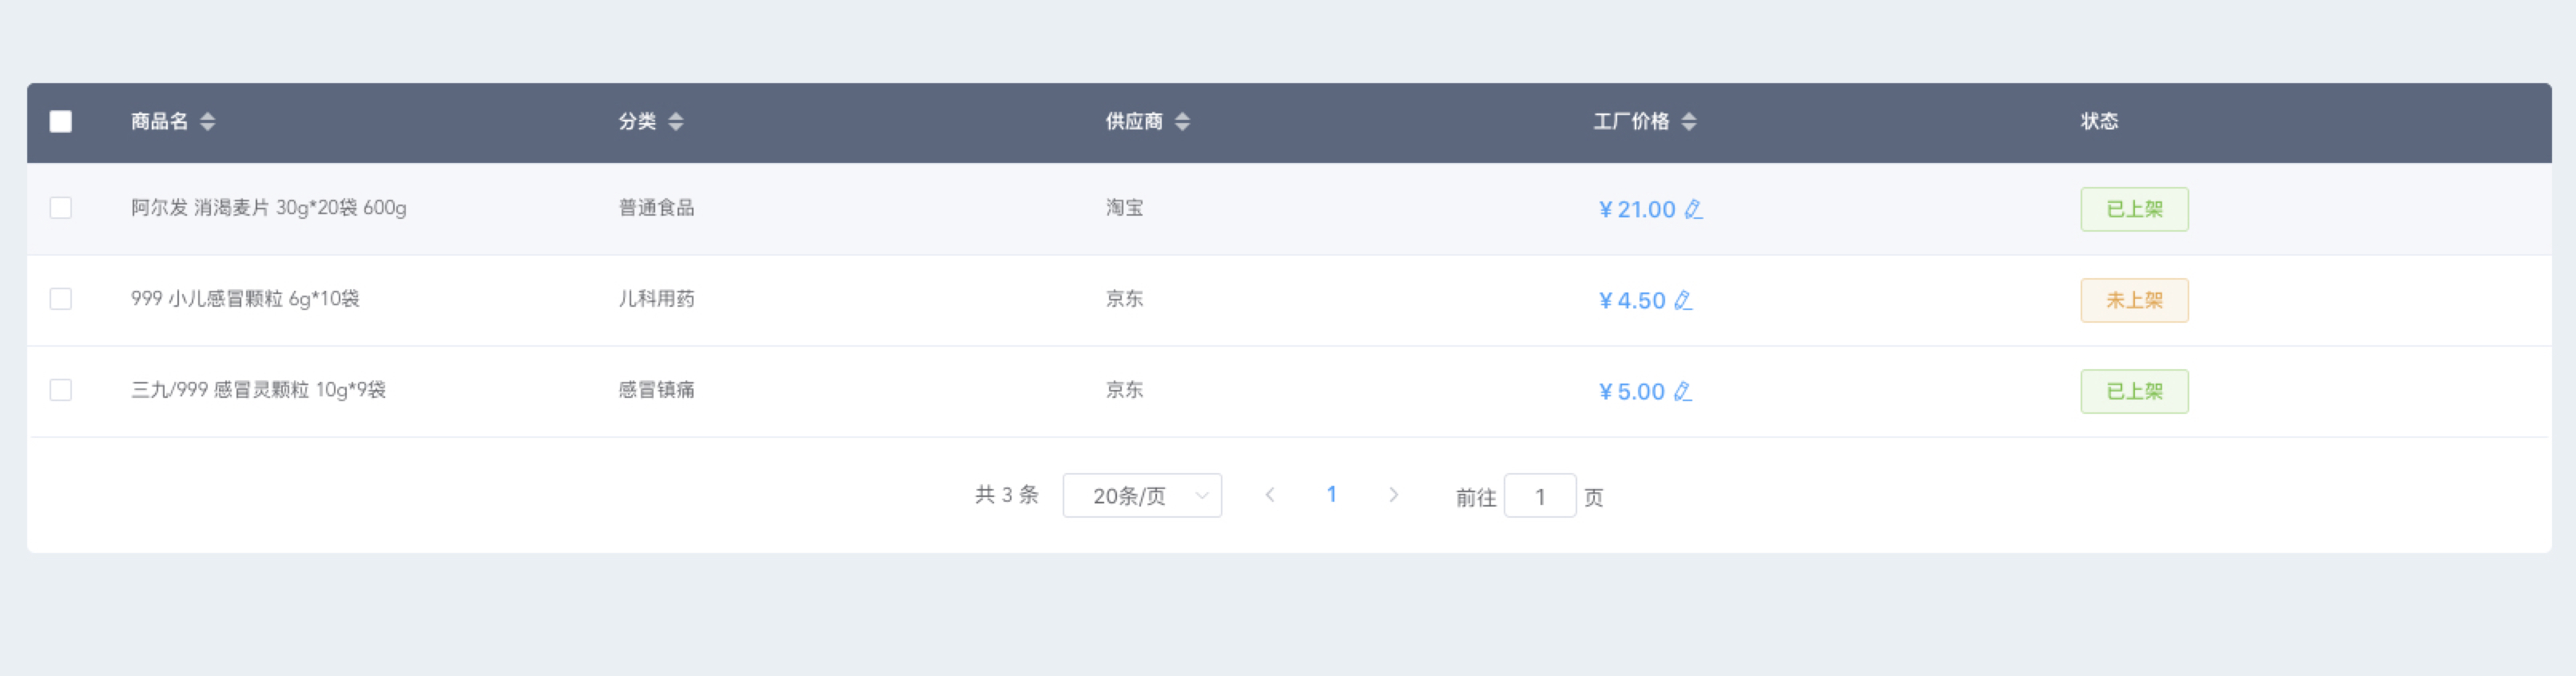 商品名 分类 供应商 工厂价格 状态
阿尔发 消渴麦片 30g*20袋 600g 普通食品 淘宝 ¥ 21.00 已上架
999 小儿感冒颗粒 6g*10袋 儿科用药 京东 ¥ 4.50 未上架
三九/999 感冒灵颗粒 10g*9袋 感冒镇痛 京东 ¥ 5.00 已上架
共 3 条 20条/页 1 前往 1 页